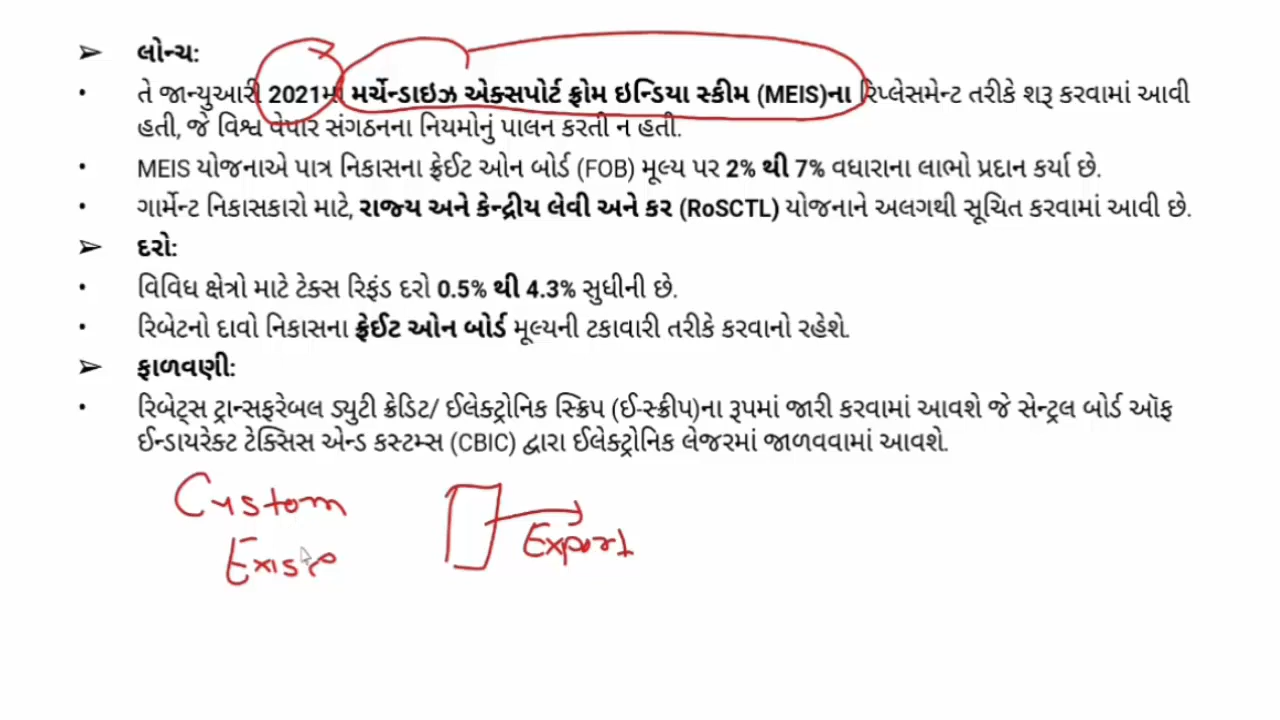 ➢ લોન્ચ:
• તે જાન્યુઆરી 2021માં મર્ચેન્ડાઇઝ એક્સપોર્ટ ફ્રોમ ઇન્ડિયા સ્કીમ (MEIS)ના રિપ્લેસમેન્ટ તરીકે શરૂ કરવામાં આવી
હતી, જે વિશ્વ વેપાર સંગઠનના નિયમોનું પાલન કરતી ન હતી.
• MEIS યોજનાએ પાત્ર નિકાસના ફ્રેઈટ ઓન બોર્ડ (FOB) મૂલ્ય પર 2% થી 7% વધારાના લાભો પ્રદાન કર્યા છે.
• ગાર્મેન્ટ નિકાસકારો માટે, રાજ્ય અને કેન્દ્રીય લેવી અને કર (RoSCTL) યોજનાને અલગથી સૂચિત કરવામાં આવી છે.
➢ દરો:
• વિવિધ ક્ષેત્રો માટે ટેક્સ રિફંડ દરો 0.5% થી 4.3% સુધીની છે.
• રિબેટનો દાવો નિકાસના ફ્રેઈટ ઓન બોર્ડ મૂલ્યની ટકાવારી તરીકે કરવાનો રહેશે.
➢ ફાળવણી:
• રિબેટ્સ ટ્રાન્સફરેબલ ડ્યુટી ક્રેડિટ/ ઈલેક્ટ્રોનિક સ્ક્રિપ (ઈ-સ્ક્રીપ)ના રૂપમાં જારી કરવામાં આવશે જે સેન્ટ્રલ બોર્ડ ઑફ
ઈન્ડાયરેક્ટ ટેક્સિસ એન્ડ કસ્ટમ્સ (CBIC) દ્વારા ઈલેક્ટ્રોનિક લેજરમાં જાળવવામાં આવશે.
Custom
Export